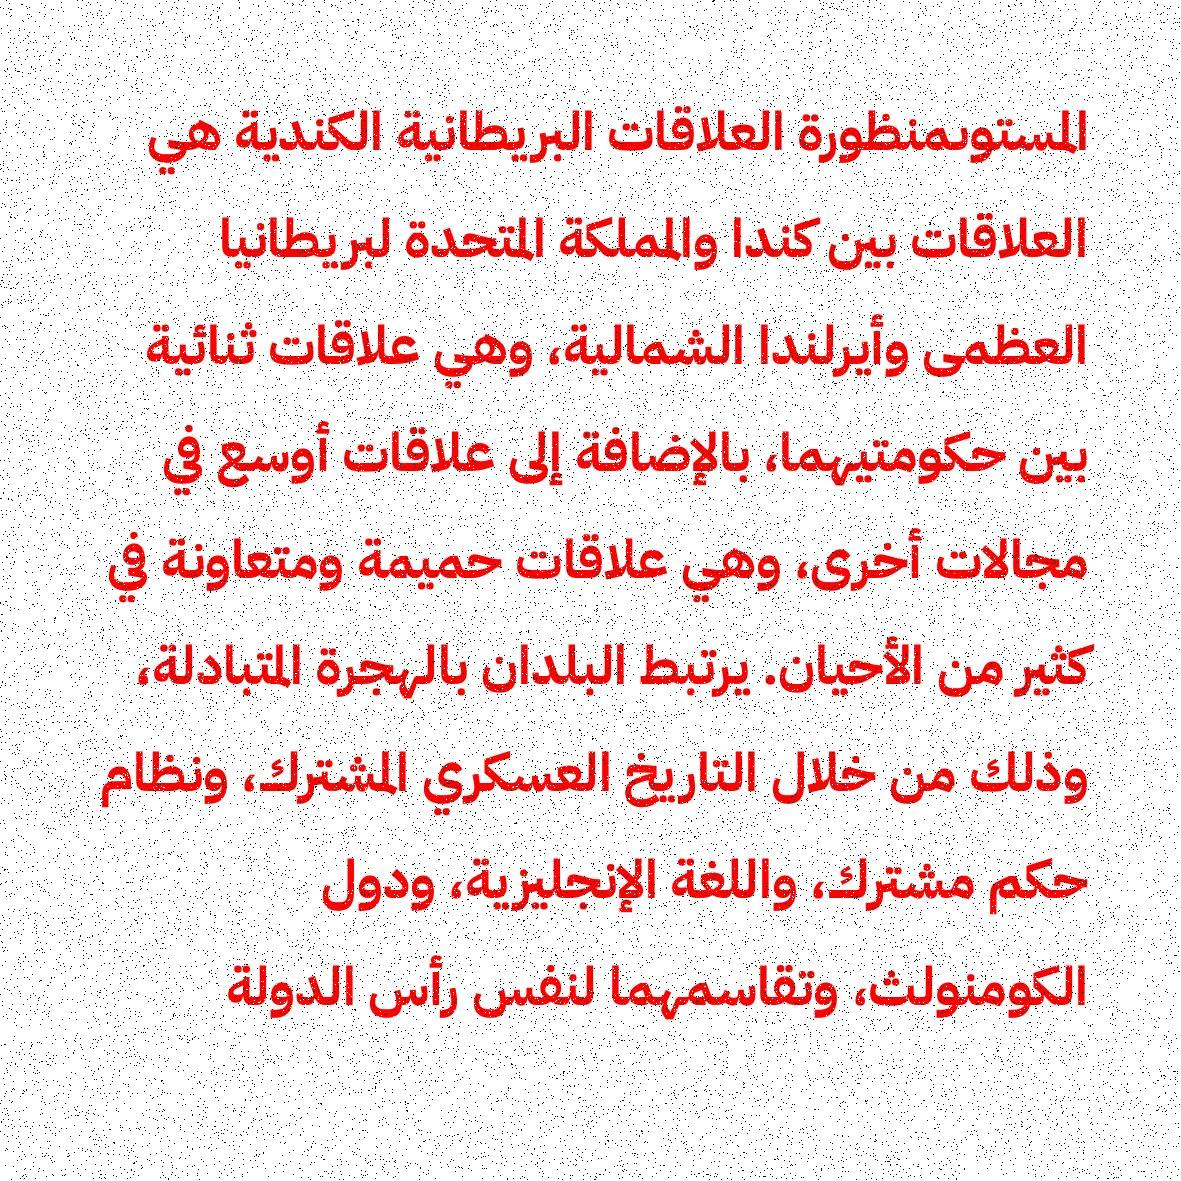 المستوىمنظورة العلاقات البريطانية الكندية هي
العلاقات بين كندا والمملكة المتحدة لبريطانيا
العظمى وأيرلندا الشمالية، وهي علاقات ثنائية
بين حكومتيهما، بالإضافة إلى علاقات أوسع في
مجالات أخرى، وهي علاقات حميمة ومتعاونة في
كثير من الأحيان. يرتبط البلدان بالهجرة المتبادلة،
وذلك من خلال التاريخ العسكري المشترك، ونظام
حكم مشترك، واللغة الإنجليزية، ودول
الكومنولث، وتقاسمهما لنفس رأس الدولة